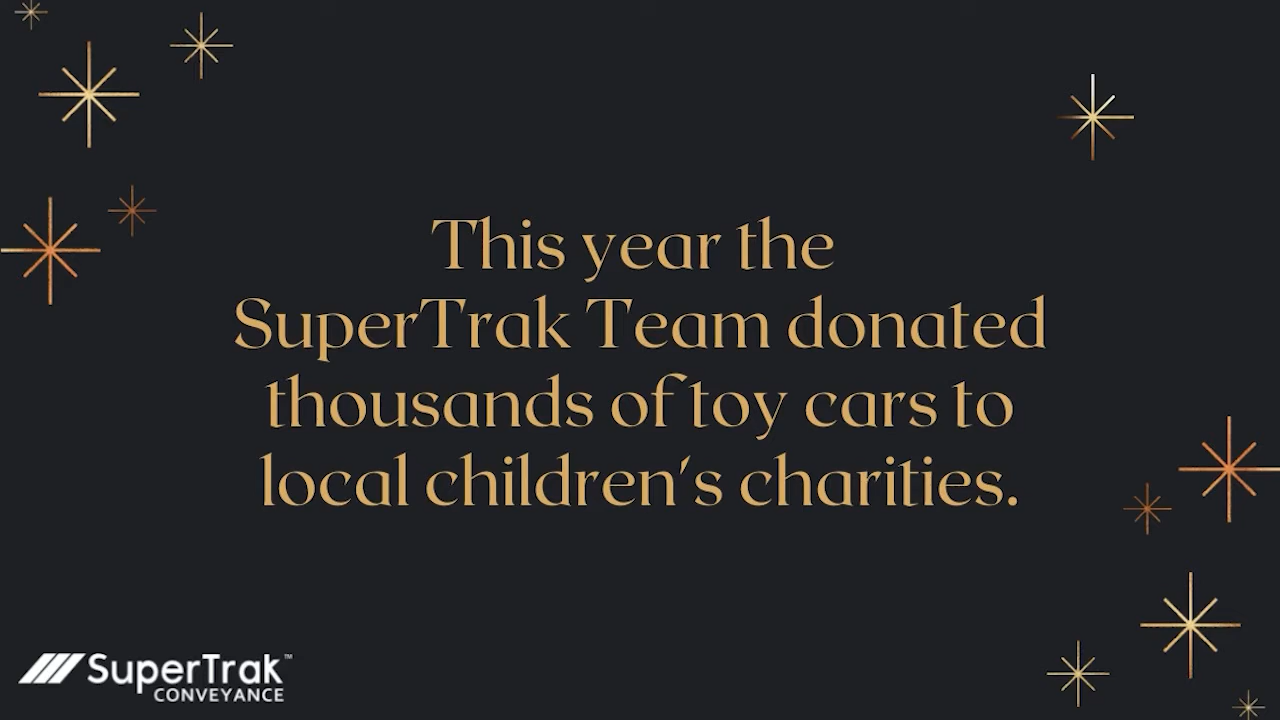 This year the
SuperTrak Team donated
thousands of toy cars to
local children's charities.
SuperTrak™
CONVEYANCE